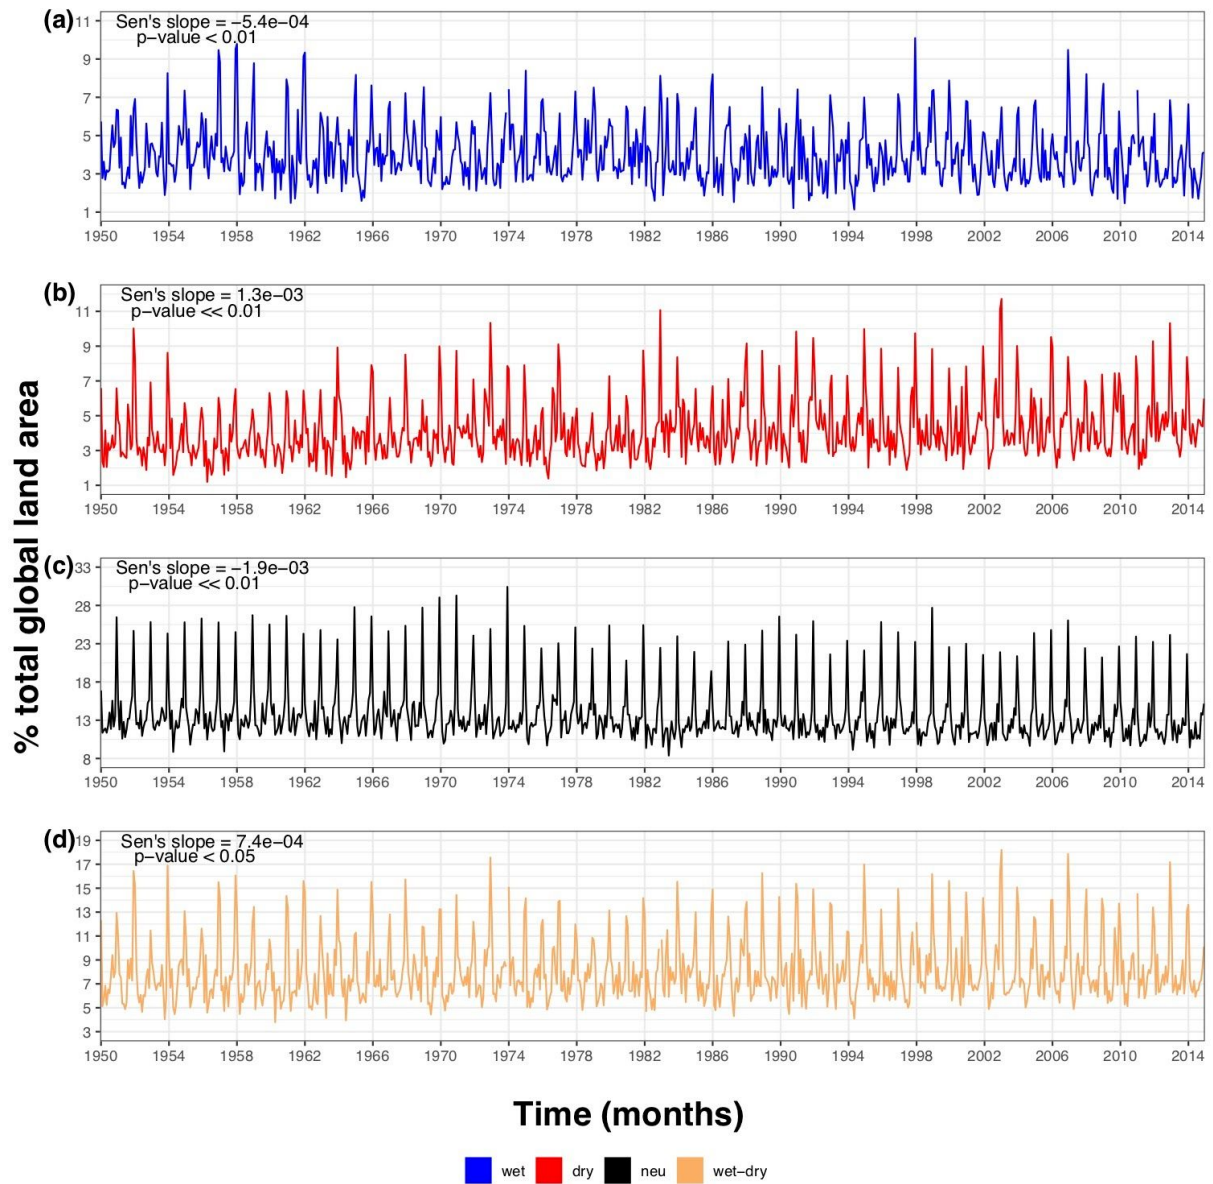 (a)
Sen's slope = −5.4e−04
p−value < 0.01
11
9
7
5
3
1
1950 1954 1958 1962 1966 1970 1974 1978 1982 1986 1990 1994 1998 2002 2006 2010 2014
(b)
Sen's slope = 1.3e−03
p−value << 0.01
11
9
7
5
3
1
1950 1954 1958 1962 1966 1970 1974 1978 1982 1986 1990 1994 1998 2002 2006 2010 2014
% total global land area
(c)
Sen's slope = −1.9e−03
p−value << 0.01
33
28
23
18
13
8
1950 1954 1958 1962 1966 1970 1974 1978 1982 1986 1990 1994 1998 2002 2006 2010 2014
(d)
Sen's slope = 7.4e−04
p−value < 0.05
19
17
15
13
11
9
7
5
3
1950 1954 1958 1962 1966 1970 1974 1978 1982 1986 1990 1994 1998 2002 2006 2010 2014
Time (months)
wet dry neu wet−dry